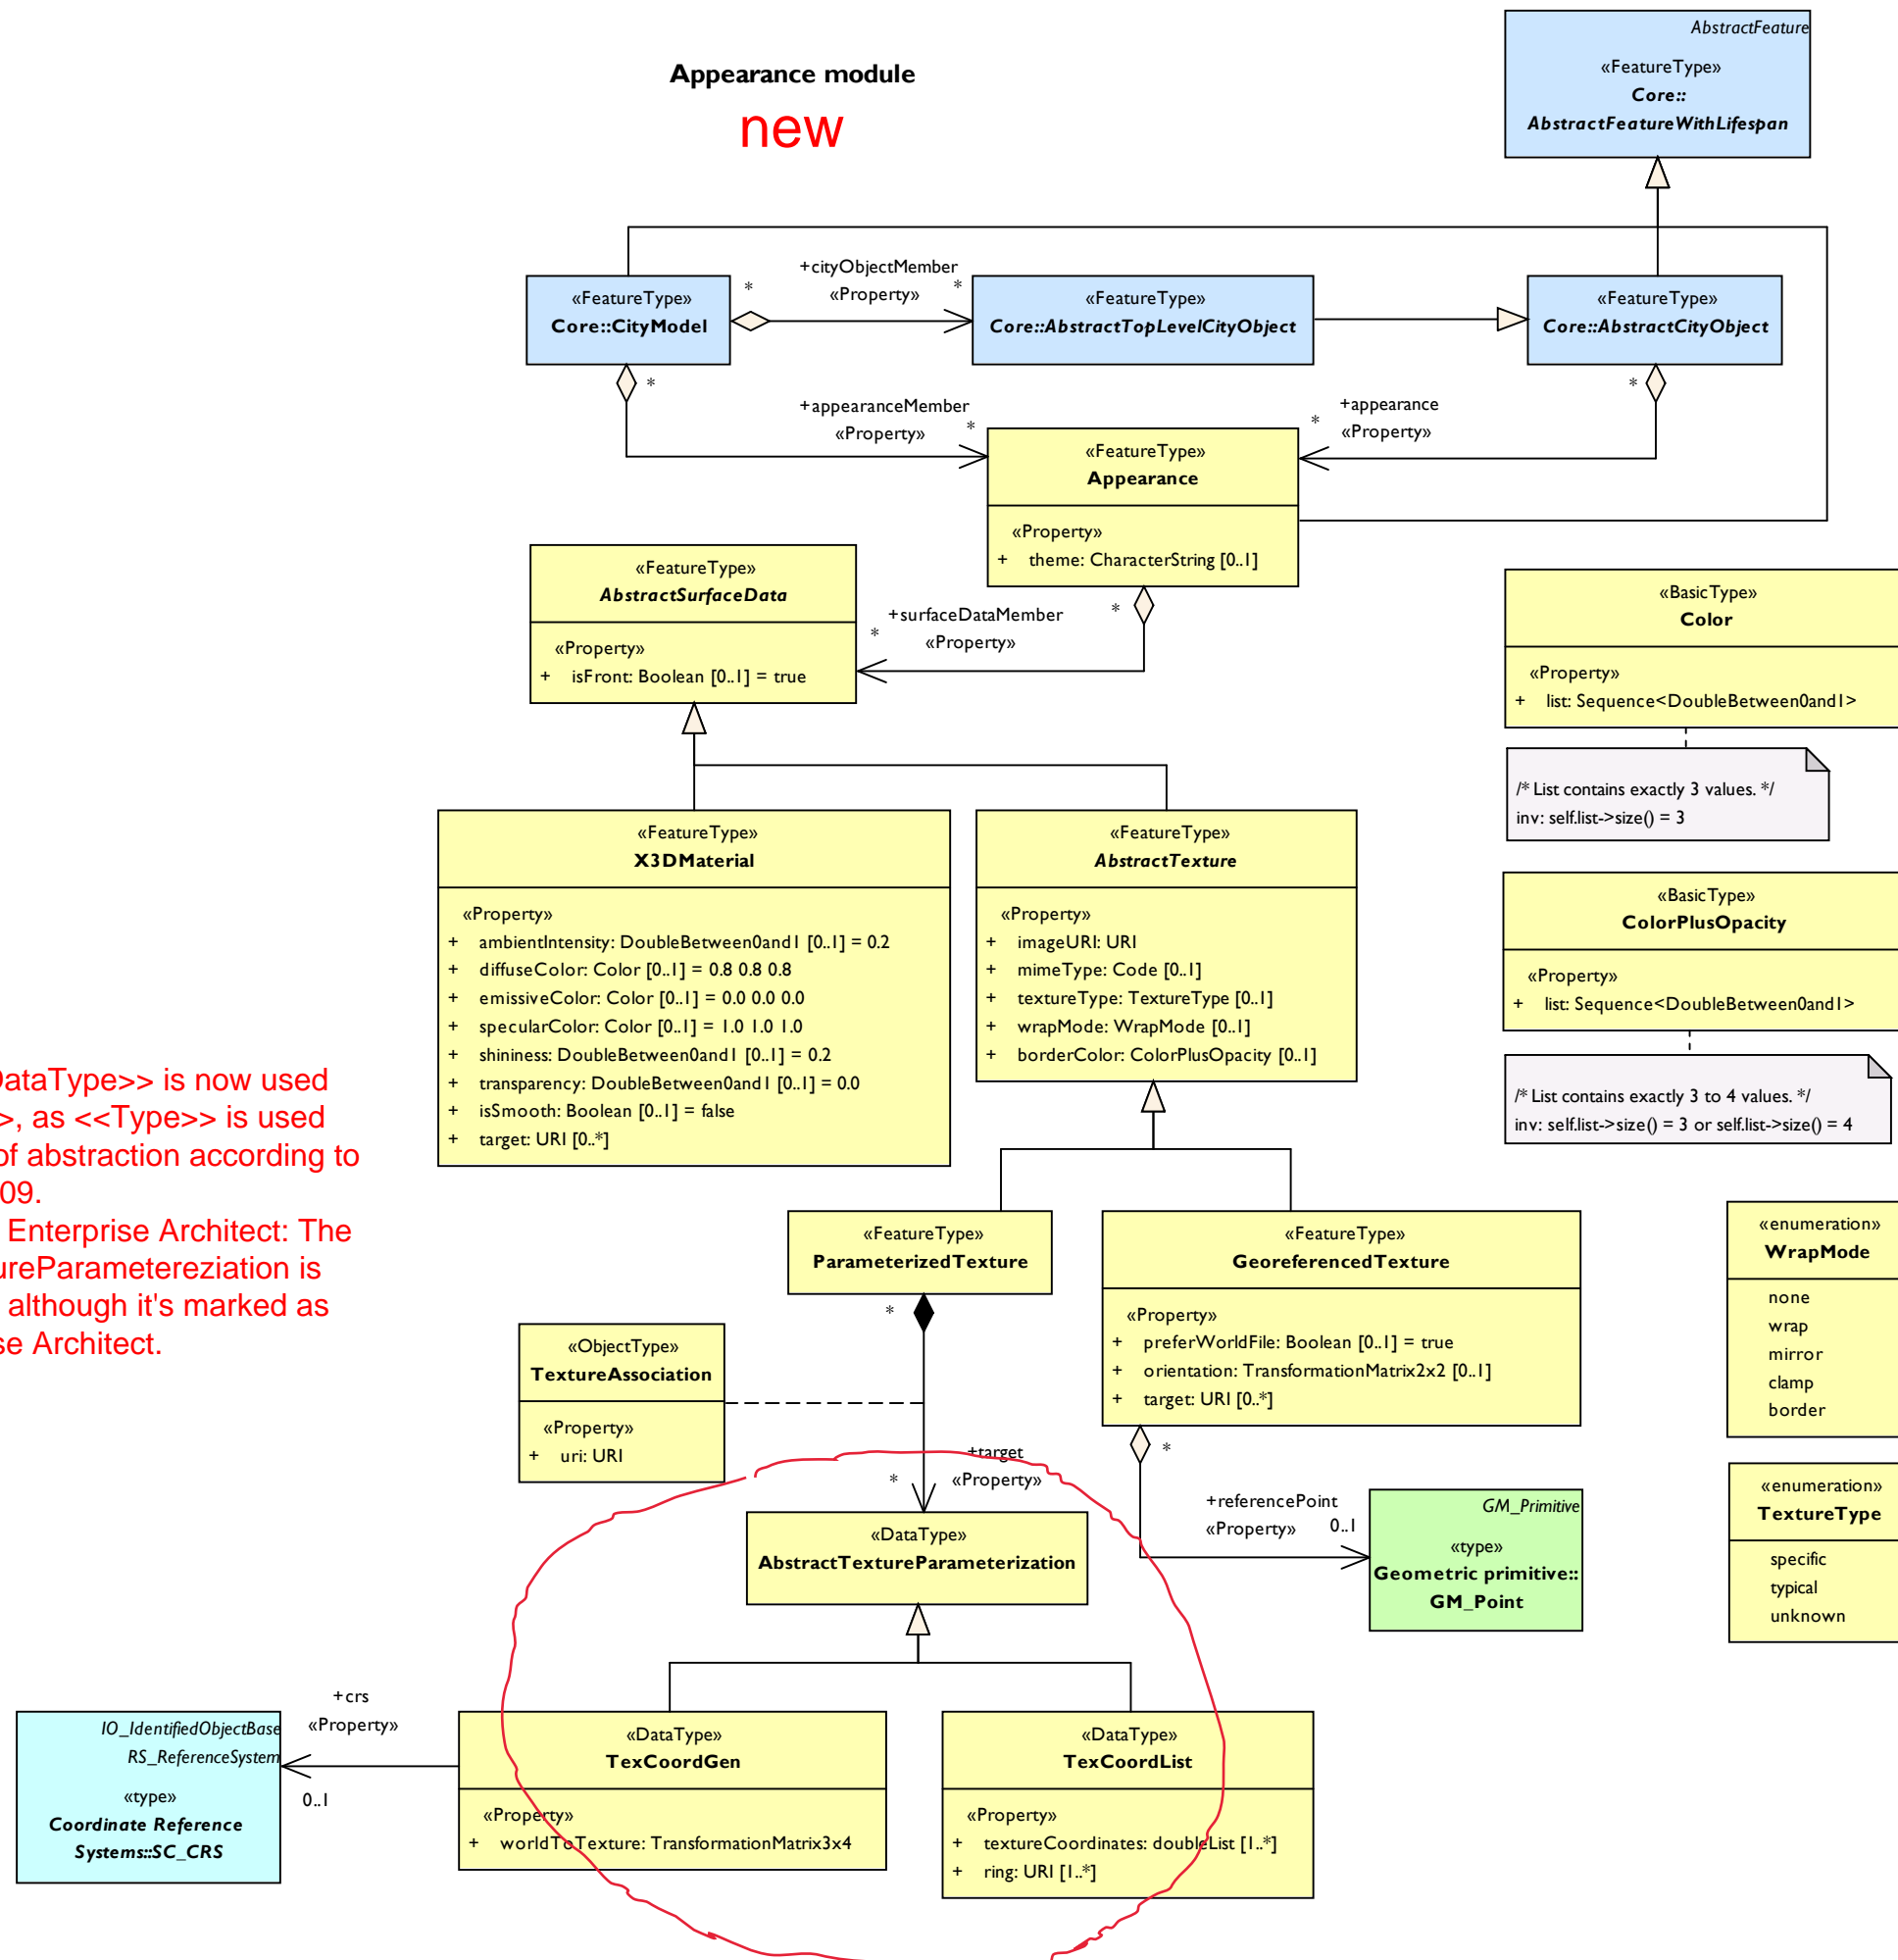 Appearance module
new
AbstractFeature
«FeatureType»
Core::
AbstractFeatureWithLifespan
«FeatureType»
Core::CityModel
*
+cityObjectMember
«Property»
*
«FeatureType»
Core::AbstractTopLevelCityObject
«FeatureType»
Core::AbstractCityObject
*
+appearanceMember
«Property»
*
*
+appearance
«Property»
*
«FeatureType»
Appearance
«Property»
+ theme: CharacterString [0..1]
«FeatureType»
AbstractSurfaceData
«Property»
+ isFront: Boolean [0..1] = true
*
+surfaceDataMember
«Property»
*
«BasicType»
Color
«Property»
+ list: Sequence<DoubleBetween0and1>
/* List contains exactly 3 values. */
inv: self.list->size() = 3
«FeatureType»
X3DMaterial
«Property»
+ ambientIntensity: DoubleBetween0and1 [0..1] = 0.2
+ diffuseColor: Color [0..1] = 0.8 0.8 0.8
+ emissiveColor: Color [0..1] = 0.0 0.0 0.0
+ specularColor: Color [0..1] = 1.0 1.0 1.0
+ shininess: DoubleBetween0and1 [0..1] = 0.2
+ transparency: DoubleBetween0and1 [0..1] = 0.0
+ isSmooth: Boolean [0..1] = false
+ target: URI [0..*]
«FeatureType»
AbstractTexture
«Property»
+ imageURI: URI
+ mimeType: Code [0..1]
+ textureType: TextureType [0..1]
+ wrapMode: WrapMode [0..1]
+ borderColor: ColorPlusOpacity [0..1]
«BasicType»
ColorPlusOpacity
«Property»
+ list: Sequence<DoubleBetween0and1>
/* List contains exactly 3 to 4 values. */
inv: self.list->size() = 3 or self.list->size() = 4
DataType>> is now used
>, as <<Type>> is used
of abstraction according to
09.
Enterprise Architect: The
ureParametereziation is
although it's marked as
se Architect.
«FeatureType»
ParameterizedTexture
«FeatureType»
GeoreferencedTexture
«Property»
+ preferWorldFile: Boolean [0..1] = true
+ orientation: TransformationMatrix2x2 [0..1]
+ target: URI [0..*]
«enumeration»
WrapMode
none
wrap
mirror
clamp
border
*
«ObjectType»
TextureAssociation
«Property»
+ uri: URI
+target
«Property»
*
*
+referencePoint
«Property»
0..1
GM_Primitive
«type»
Geometric primitive::
GM_Point
«enumeration»
TextureType
specific
typical
unknown
«DataType»
AbstractTextureParameterization
+crs
«Property»
0..1
IO_IdentifiedObjectBase
RS_ReferenceSystem
«type»
Coordinate Reference
Systems::SC_CRS
«DataType»
TexCoordGen
«Property»
+ worldToTexture: TransformationMatrix3x4
«DataType»
TexCoordList
«Property»
+ textureCoordinates: doubleList [1..*]
+ ring: URI [1..*]